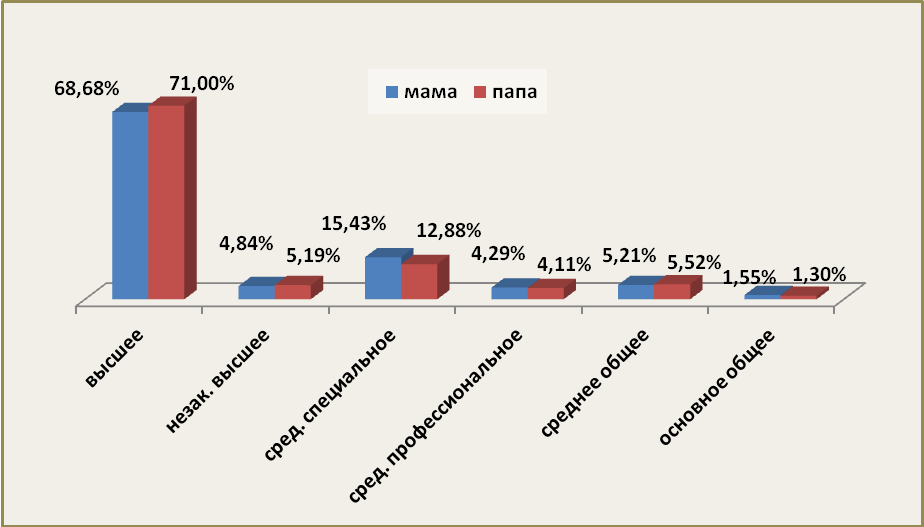 68,68%
71,00%
мама
папа
4,84%
5,19%
15,43%
12,88%
4,29%
4,11%
5,21%
5,52%
1,55%
1,30%
высшее
незак. высшее
сред. специальное
сред. профессиональное
среднее общее
основное общее